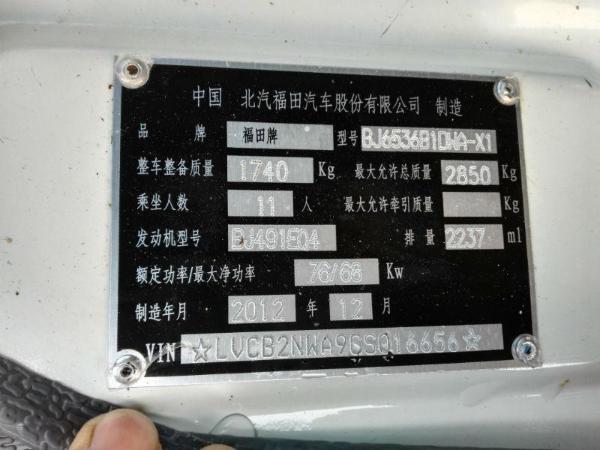 中国 北汽福田汽车股份有限公司 制造
品牌 福田牌 型号 BJ6536B1DWA-X1
整车整备质量 1740 Kg 最大允许总质量 2850 Kg
乘坐人数 11 人 最大允许牵引质量 Kg
发动机型号 BJ491EQ4 排量 2237 ml
额定功率/最大净功率 76/68 Kw
制造年月 2012 年 12 月
VIN ☆LVCB2NWA9CS016656☆